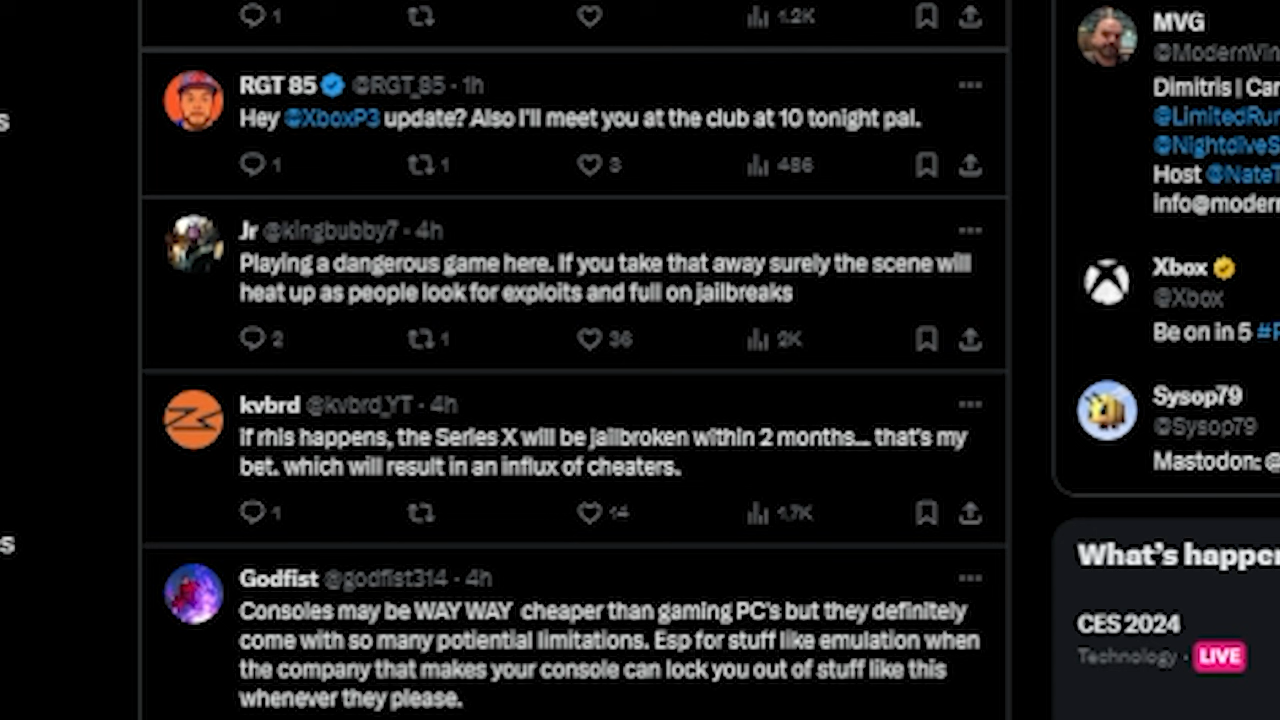 s
1
1.2K
RGT 85 @RGT_85 · 1h
Hey @XboxP3 update? Also I'll meet you at the club at 10 tonight pal.
1 1 3 486
Jr @kingbubby7 · 4h
Playing a dangerous game here. If you take that away surely the scene will
heat up as people look for exploits and full on jailbreaks
2 1 36 2K
kvbrd @kvbrd_YT · 4h
If rhis happens, the Series X will be jailbroken within 2 months... that's my
bet. which will result in an influx of cheaters.
1 14 1.7K
s
Godfist @godfist314 · 4h
Consoles may be WAY WAY cheaper than gaming PC's but they definitely
come with so many potiential limitations. Esp for stuff like emulation when
the company that makes your console can lock you out of stuff like this
whenever they please.
MVG
@ModernVin
Dimitris | Car
@LimitedRun
@NightdiveS
Host @NateT
info@modern
Xbox
@Xbox
Be on in 5 #F
Sysop79
@Sysop79
Mastodon: @
What's happen
CES 2024
Technology · LIVE